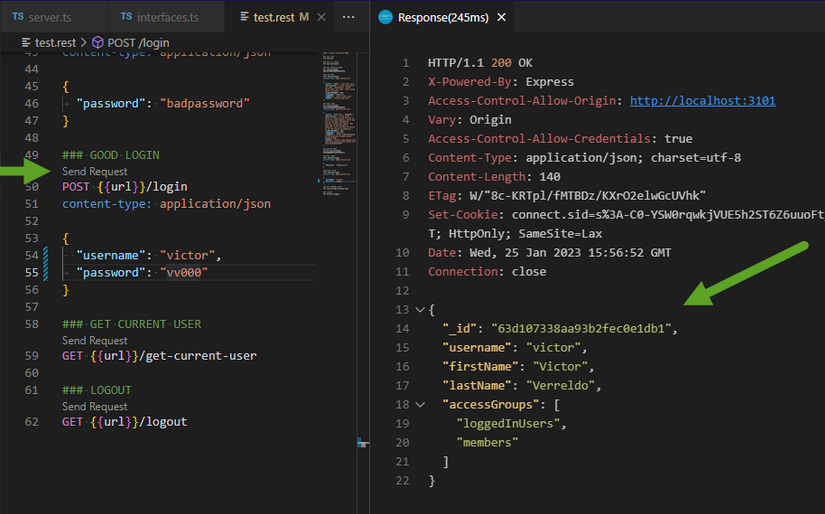 TS server.ts
TS interfaces.ts
test.rest M
Response(245ms)
test.rest > POST /login
43 content-type: application/json
44
45 {
46 "password": "badpassword"
47 }
48
49 ### GOOD LOGIN
Send Request
50 POST {{url}}/login
51 content-type: application/json
52
53 {
54 "username": "victor",
55 "password": "vv000"
56 }
57
58 ### GET CURRENT USER
Send Request
59 GET {{url}}/get-current-user
60
61 ### LOGOUT
Send Request
62 GET {{url}}/logout
1 HTTP/1.1 200 OK
2 X-Powered-By: Express
3 Access-Control-Allow-Origin: http://localhost:3101
4 Vary: Origin
5 Access-Control-Allow-Credentials: true
6 Content-Type: application/json; charset=utf-8
7 Content-Length: 140
8 ETag: W/"8c-KRTpl/fMTBDz/KXrO2elwGcUVhk"
9 Set-Cookie: connect.sid=s%3A-C0-YSW0rqwkjVUE5h2ST6Z6uuoFt
T; HttpOnly; SameSite=Lax
10 Date: Wed, 25 Jan 2023 15:56:52 GMT
11 Connection: close
12
13 {
14 "_id": "63d107338aa93b2fec0e1db1",
15 "username": "victor",
16 "firstName": "Victor",
17 "lastName": "Verreldo",
18 "accessGroups": [
19 "loggedInUsers",
20 "members"
21 ]
22 }